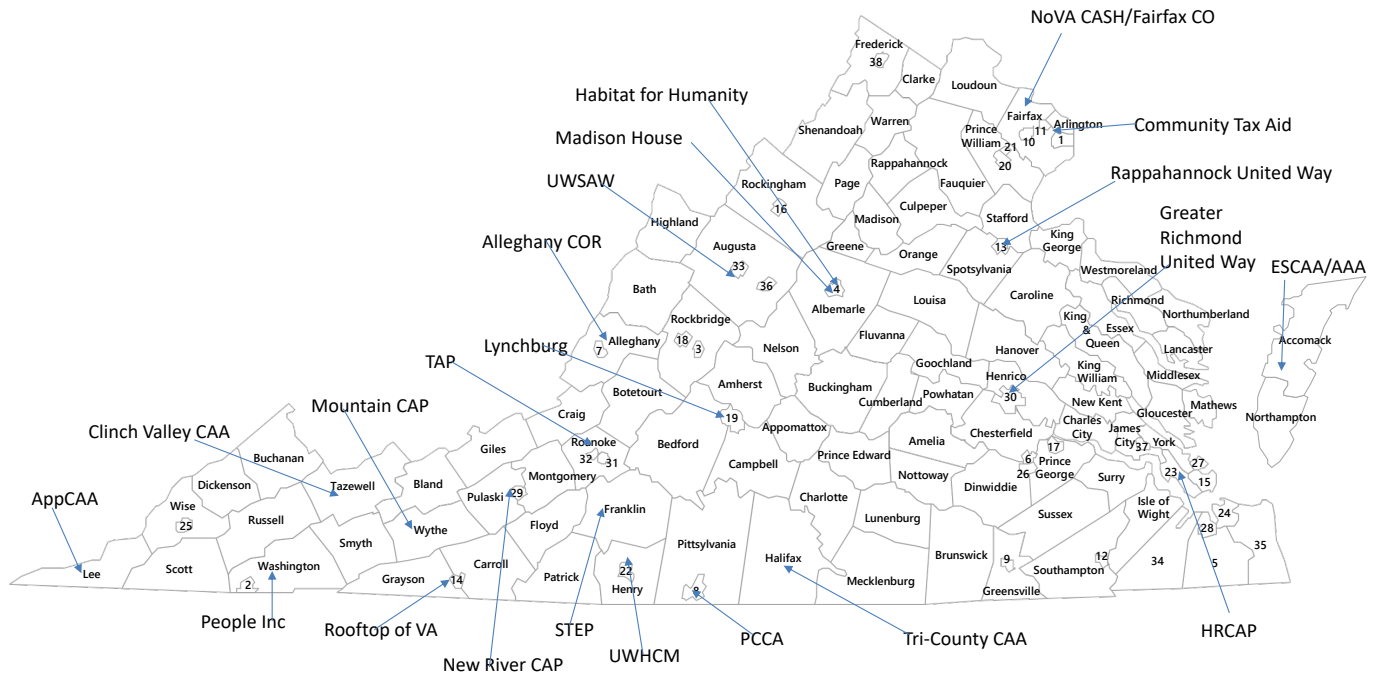 NoVA CASH/Fairfax CO
Frederick
38
Clarke
Loudoun
Habitat for Humanity
Fairfax
Arlington
11
Community Tax Aid
Warren
Shenandoah
Prince
William
10
1
21
20
Madison House
Rappahannock
Rappahannock United Way
UWSAW
Rockingham
Page
Fauquier
16
Culpeper
Madison
Stafford
Greater
Richmond
United Way
Highland
Alleghany COR
Augusta
Greene
Orange
13
King
George
33
Spotsylvania
Westmoreland
ESCAA/AAA
36
Bath
4
Albemarle
Louisa
Caroline
Richmond
Northumberland
King
&
Queen
Essex
Rockbridge
Fluvanna
Alleghany
18
3
7
Lynchburg
Nelson
Hanover
Lancaster
Accomack
TAP
Goochland
King
William
Middlesex
Henrico
Amherst
Buckingham
Cumberland
Powhatan
30
New Kent
Botetourt
Mountain CAP
Craig
19
Gloucester
Mathews
Northampton
Appomattox
Charles
City
James
City
37
York
Clinch Valley CAA
Chesterfield
Amelia
Roanoke
Bedford
Giles
17
Buchanan
Prince Edward
32
31
Campbell
6
Prince
George
26
27
23
15
Montgomery
Nottoway
Dinwiddie
Surry
Dickenson
Tazewell
Bland
AppCAA
Pulaski
29
Charlotte
Wise
Isle of
Wight
Franklin
Sussex
24
Lunenburg
Russell
25
Wythe
Floyd
28
Smyth
Pittsylvania
35
Halifax
Brunswick
9
12
34
5
Carroll
Washington
Scott
Lee
22
Southampton
Grayson
14
Patrick
Mecklenburg
2
Henry
8
Greensville
People Inc
Rooftop of VA
STEP
PCCA
Tri-County CAA
HRCAP
New River CAP
UWHCM